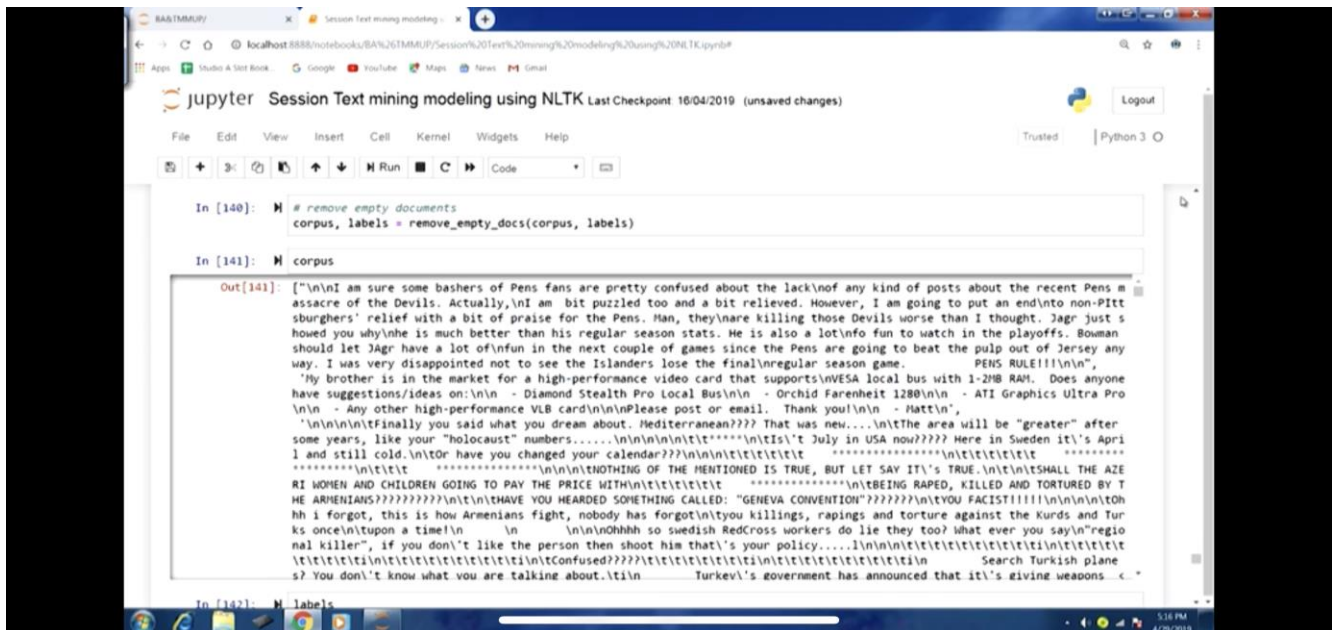 BA&TMMUP/
Session Text mining modeling u
localhost:8888/notebooks/BA%26TMMUP/Session%20Text%20mining%20modeling%20using%20NLTK.ipynb#
Apps Studio A Slot Book.. Google YouTube Maps News Gmail
jupyter Session Text mining modeling using NLTK Last Checkpoint: 16/04/2019 (unsaved changes)
Logout
File Edit View Insert Cell Kernel Widgets Help
Trusted Python 3
Run Code
In [140]: # remove empty documents
corpus, labels = remove_empty_docs(corpus, labels)
In [141]: corpus
Out[141]: ["\n\nI am sure some bashers of Pens fans are pretty confused about the lack\nof any kind of posts about the recent Pens m
assacre of the Devils. Actually,\nI am  bit puzzled too and a bit relieved. However, I am going to put an end\nto non-PItt
sburghers' relief with a bit of praise for the Pens. Man, they\nare killing those Devils worse than I thought. Jagr just s
howed you why\nhe is much better than his regular season stats. He is also a lot\nfo fun to watch in the playoffs. Bowman
should let JAgr have a lot of\nfun in the next couple of games since the Pens are going to beat the pulp out of Jersey any
way. I was very disappointed not to see the Islanders lose the final\nregular season game.          PENS RULE!!!\n\n",
'My brother is in the market for a high-performance video card that supports\nVESA local bus with 1-2MB RAM.  Does anyone
have suggestions/ideas on:\n\n  - Diamond Stealth Pro Local Bus\n\n  - Orchid Farenheit 1280\n\n  - ATI Graphics Ultra Pro
\n\n  - Any other high-performance VLB card\n\n\nPlease post or email.  Thank you!\n\n  - Matt\n',
'\n\n\n\n\tFinally you said what you dream about. Mediterranean???? That was new....\n\tThe area will be "greater" after
some years, like your "holocaust" numbers......\n\n\n\n\n\t\t*****\n\tIs\'t July in USA now????? Here in Sweden it\'s Apri
l and still cold.\n\tOr have you changed your calendar???\n\n\n\t\t\t\t\t\t    ****************\n\t\t\t\t\t\t    *********
*********\n\t\t\t    ****************\n\n\n\tNOTHING OF THE MENTIONED IS TRUE, BUT LET SAY IT\'s TRUE.\n\t\n\tSHALL THE AZE
RI WOMEN AND CHILDREN GOING TO PAY THE PRICE WITH\n\t\t\t\t\t\t    **************\n\tBEING RAPED, KILLED AND TORTURED BY T
HE ARMENIANS??????????\n\t\n\tHAVE YOU HEARDED SOMETHING CALLED: "GENEVA CONVENTION"???????\n\tYOU FACIST!!!!!\n\n\n\n\tOh
hh i forgot, this is how Armenians fight, nobody has forgot\n\tyou killings, rapings and torture against the Kurds and Tur
ks once\n\tupon a time!\n      \n       \n\n\nOhhhh so swedish RedCross workers do lie they too? What ever you say\n"regio
nal killer", if you don\'t like the person then shoot him that\'s your policy.....l\n\n\n\t\t\t\t\t\t\t\t\ti\n\t\t\t\t\t\t
\t\t\t\ti\n\t\t\t\t\t\t\t\t\ti\n\tConfused?????\t\t\t\t\t\t\t\ti\n\t\t\t\t\t\t\t\t\t\ti\n        Search Turkish plane
s? You don\'t know what you are talking about.\ti\n        Turkey\'s government has announced that it\'s giving weapons  <
In [142]: labels
5:16 PM
4/29/2019